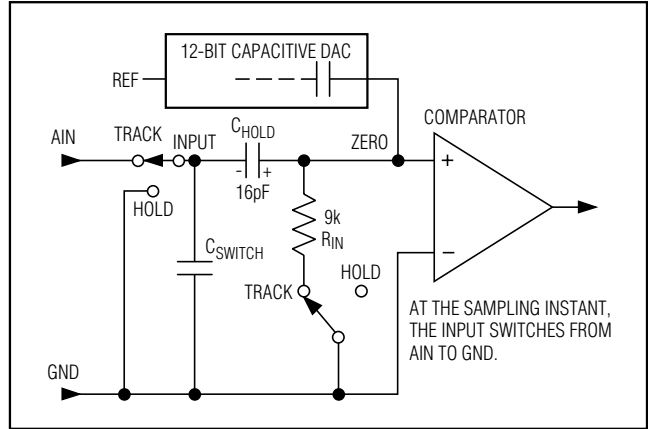 12-BIT CAPACITIVE DAC
REF
COMPARATOR
AIN
TRACK
INPUT
CHOLD
ZERO
- +
16pF
+
HOLD
9k
RIN
CSWITCH
HOLD
−
TRACK
AT THE SAMPLING INSTANT,
THE INPUT SWITCHES FROM
AIN TO GND.
GND